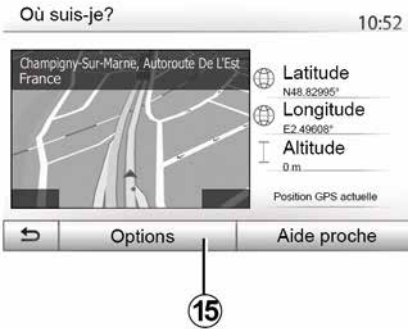 Où suis-je?
10:52
Champigny-Sur-Marne, Autoroute De L'Est
France
Latitude
N48.82995°
Longitude
E2.49608°
Altitude
0 m
Position GPS actuelle
Options
Aide proche
15